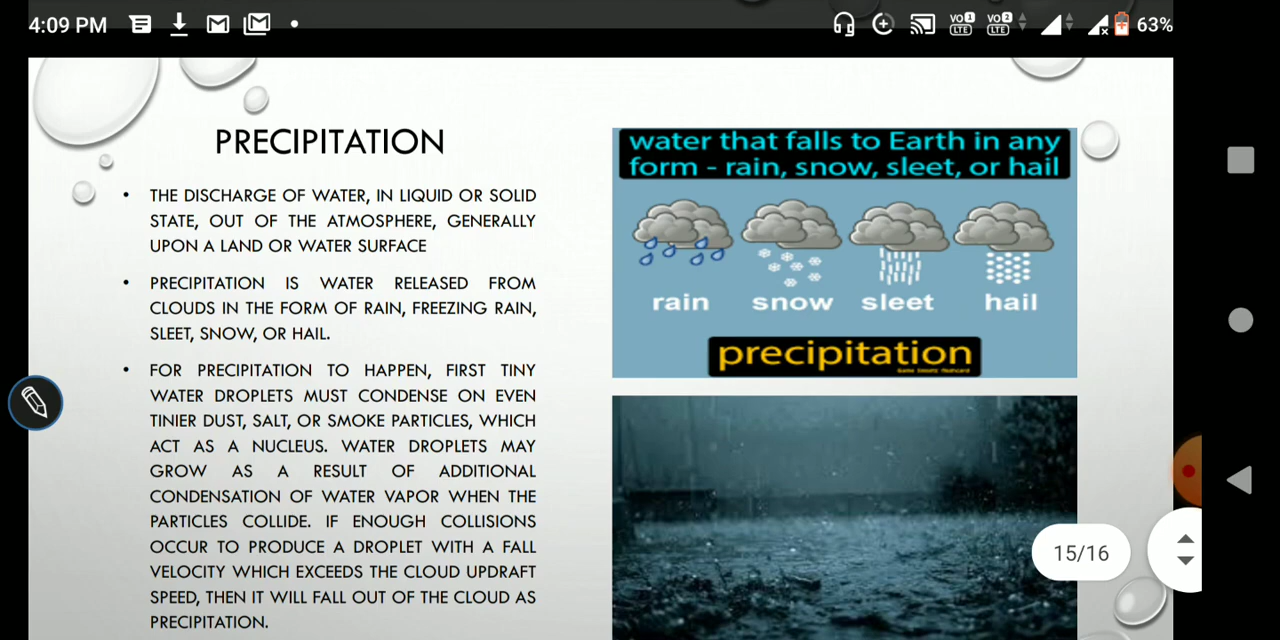 4:09 PM
VO 1 LTE
VO 2 LTE
63%
PRECIPITATION
• THE DISCHARGE OF WATER, IN LIQUID OR SOLID
STATE, OUT OF THE ATMOSPHERE, GENERALLY
UPON A LAND OR WATER SURFACE
• PRECIPITATION IS WATER RELEASED FROM
CLOUDS IN THE FORM OF RAIN, FREEZING RAIN,
SLEET, SNOW, OR HAIL.
• FOR PRECIPITATION TO HAPPEN, FIRST TINY
WATER DROPLETS MUST CONDENSE ON EVEN
TINIER DUST, SALT, OR SMOKE PARTICLES, WHICH
ACT AS A NUCLEUS. WATER DROPLETS MAY
GROW AS A RESULT OF ADDITIONAL
CONDENSATION OF WATER VAPOR WHEN THE
PARTICLES COLLIDE. IF ENOUGH COLLISIONS
OCCUR TO PRODUCE A DROPLET WITH A FALL
VELOCITY WHICH EXCEEDS THE CLOUD UPDRAFT
SPEED, THEN IT WILL FALL OUT OF THE CLOUD AS
PRECIPITATION.
water that falls to Earth in any
form - rain, snow, sleet, or hail
rain snow sleet hail
precipitation
15/16